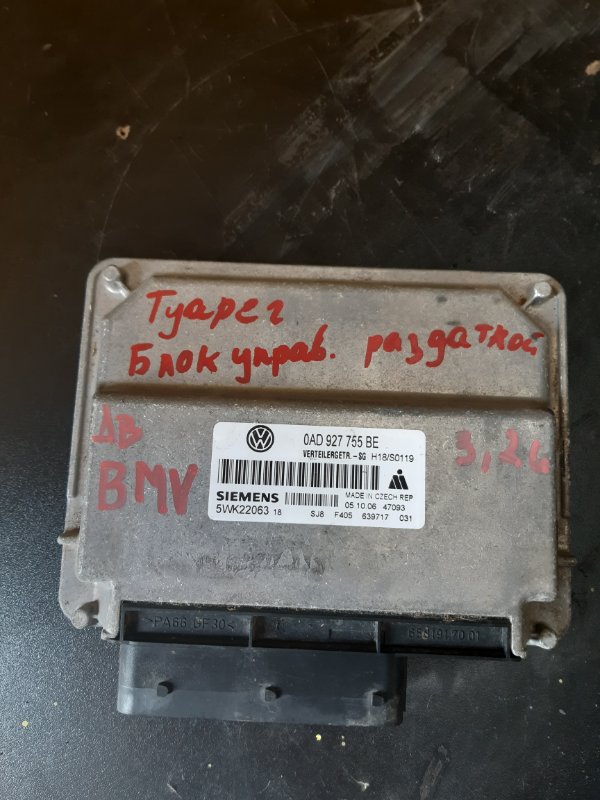 Туарег
Блок управ. раздаткой
ДВ
BMV
3,2L
0AD 927 755 BE
VERTEILERGETR.-SG H18/S0119
SIEMENS
MADE IN CZECH REP
05.10.06 47093
5WK22063 18 SJ8 F405 639717 031
>PA66 GF30<